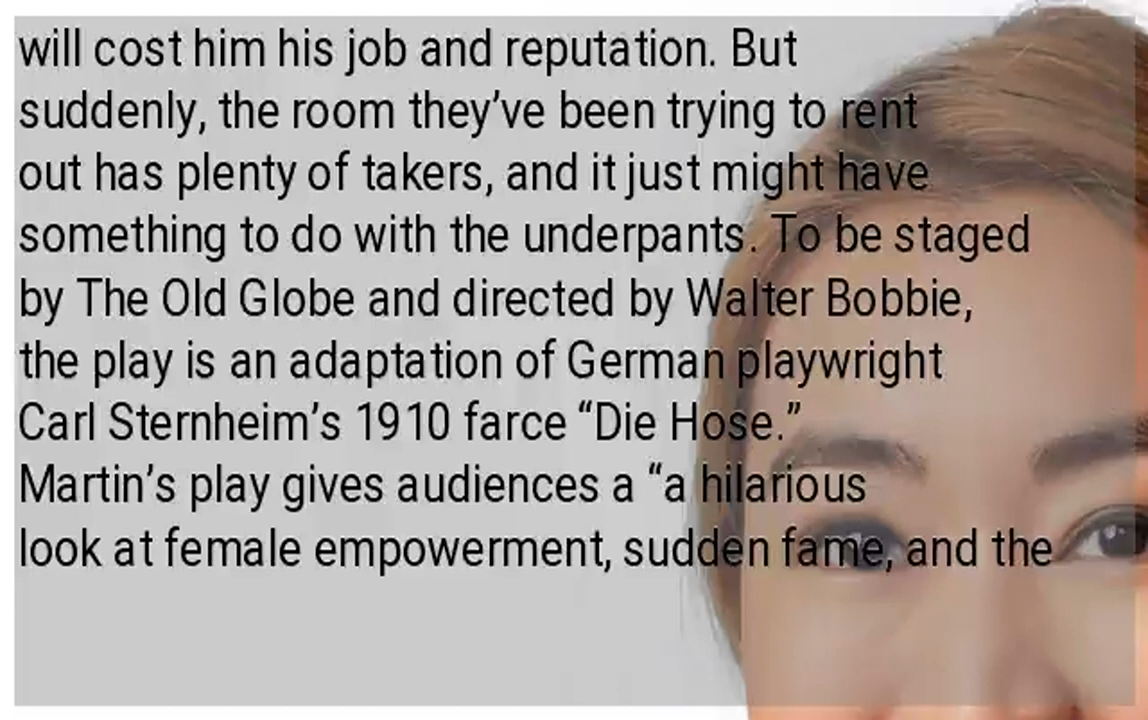 will cost him his job and reputation. But
suddenly, the room they’ve been trying to rent
out has plenty of takers, and it just might have
something to do with the underpants. To be staged
by The Old Globe and directed by Walter Bobbie,
the play is an adaptation of German playwright
Carl Sternheim’s 1910 farce “Die Hose.”
Martin’s play gives audiences a “a hilarious
look at female empowerment, sudden fame, and the